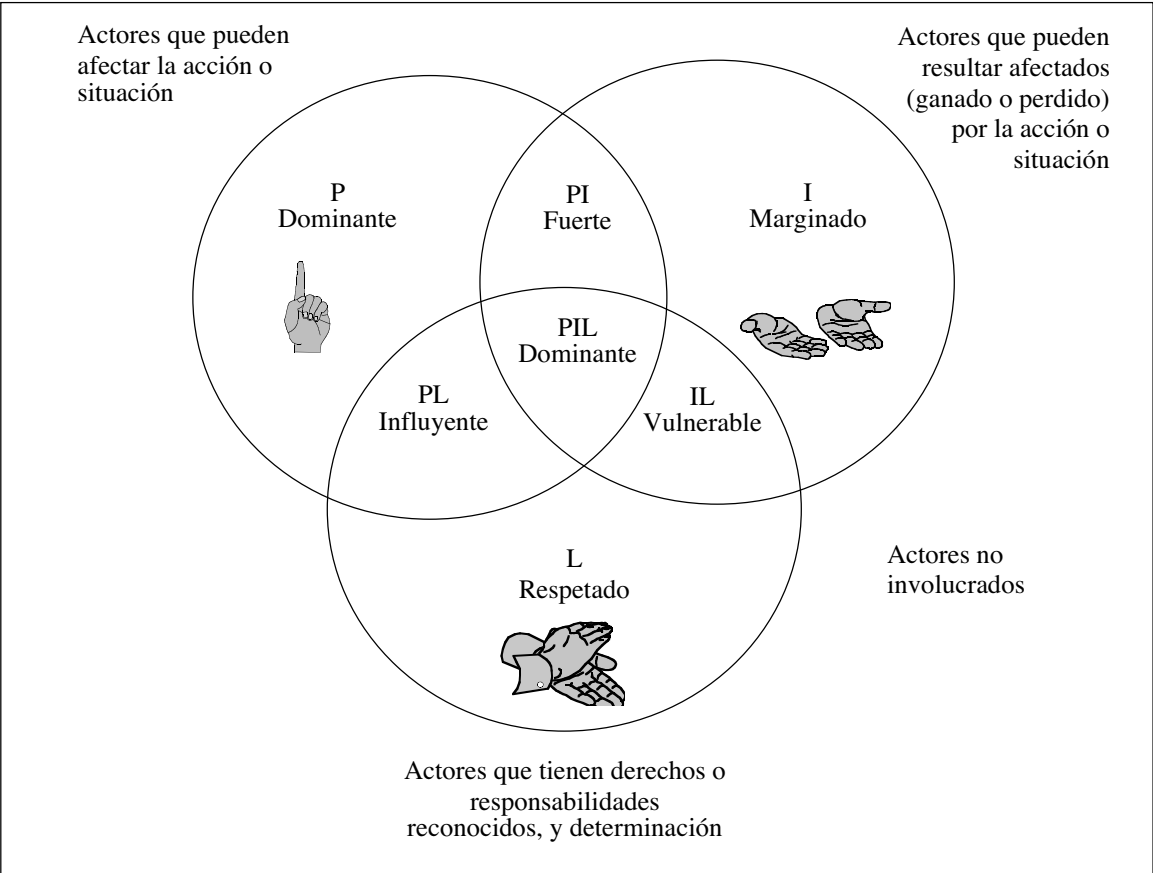 Actores que pueden
afectar la acción o
situación
Actores que pueden
resultar afectados
(ganado o perdido)
por la acción o
situación
P
Dominante
PI
Fuerte
I
Marginado
PIL
Dominante
PL
Influyente
IL
Vulnerable
L
Respetado
Actores no
involucrados
Actores que tienen derechos o
responsabilidades
reconocidos, y determinación